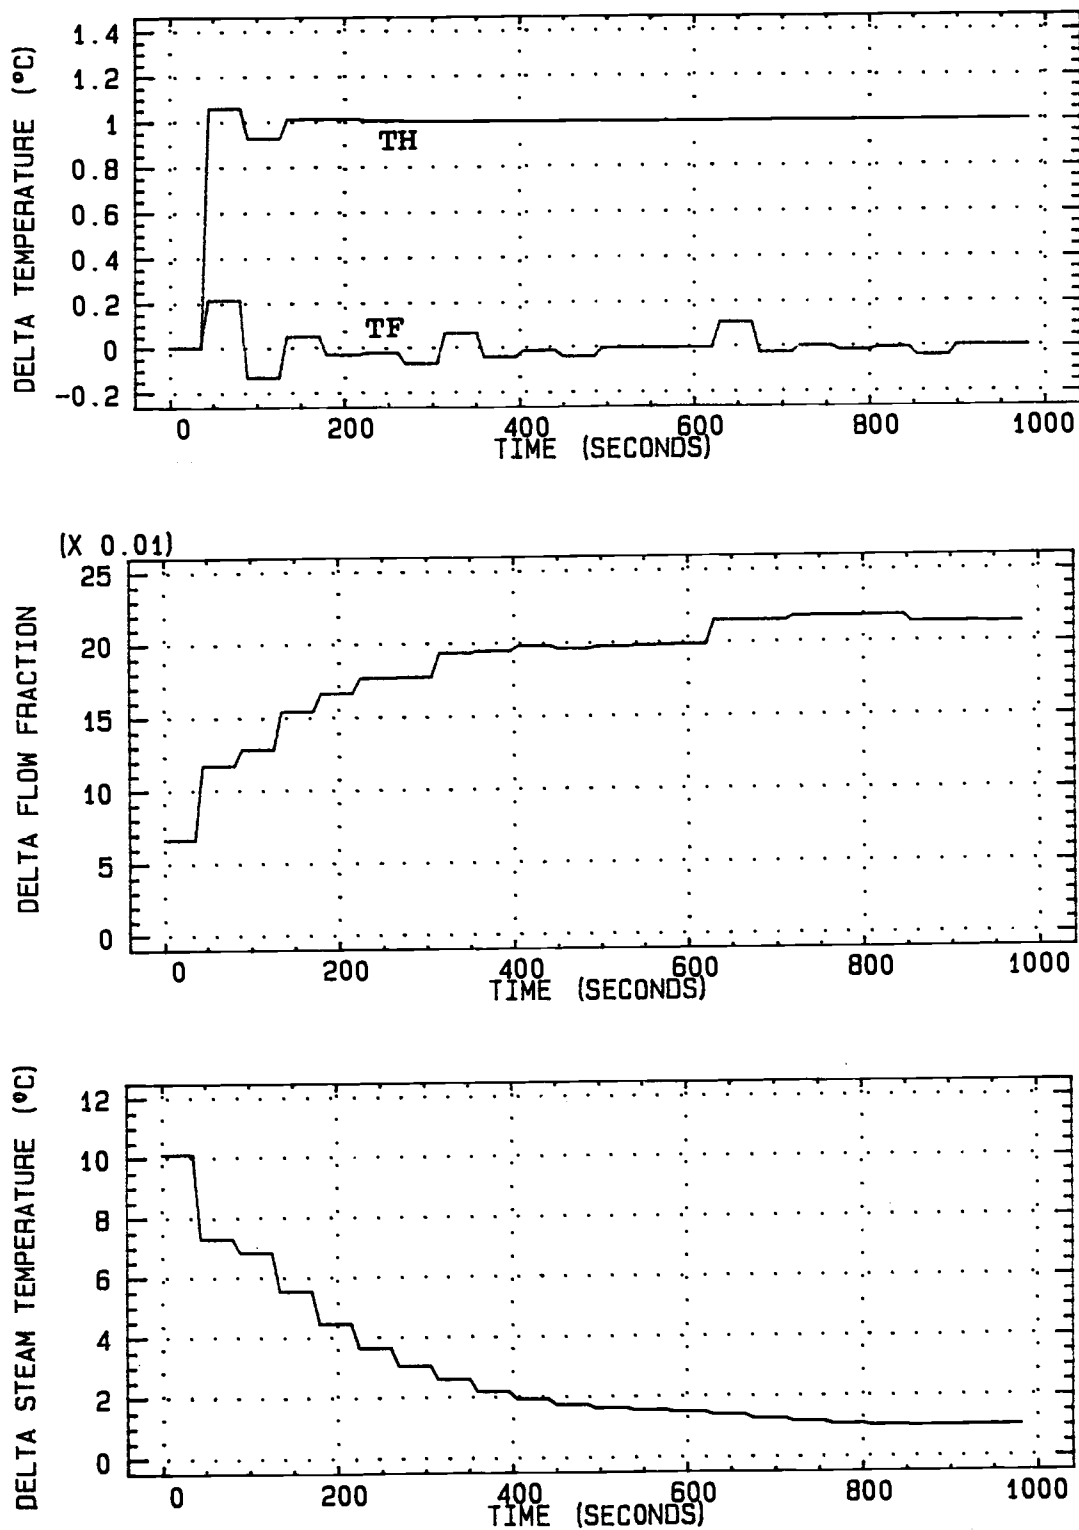 DELTA TEMPERATURE (ºC)
1.4
1.2
1
0.8
0.6
0.4
0.2
0
-0.2
TH
TF
0 200 400 600 800 1000
TIME (SECONDS)
(X 0.01)
DELTA FLOW FRACTION
25
20
15
10
5
0
0 200 400 600 800 1000
TIME (SECONDS)
DELTA STEAM TEMPERATURE (ºC)
12
10
8
6
4
2
0
0 200 400 600 800 1000
TIME (SECONDS)